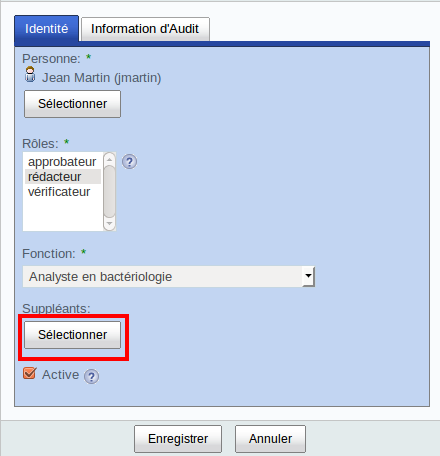 Identité Information d'Audit
Personne: *
Jean Martin (jmartin)
Sélectionner
Rôles: *
approbateur
rédacteur
vérificateur
Fonction: *
Analyste en bactériologie
Suppléants:
Sélectionner
Active
Enregistrer Annuler